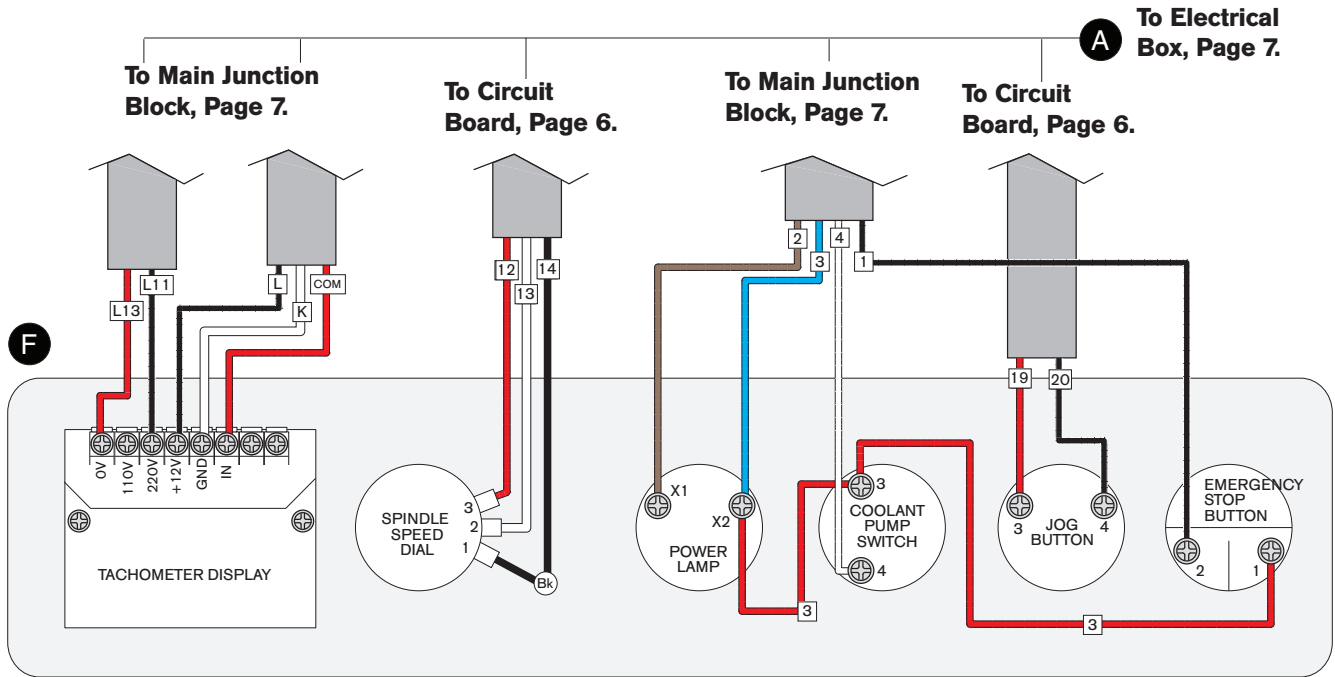 To Electrical
Box, Page 7.
A
To Main Junction
Block, Page 7.
To Circuit
Board, Page 6.
To Main Junction
Block, Page 7.
To Circuit
Board, Page 6.
F
L13
L11
L
K
COM
12
13
14
2
3
4
1
19
20
0V
110V
220V
+12V
GND
IN
TACHOMETER DISPLAY
SPINDLE
SPEED
DIAL
3
2
1
Bk
X1
X2
POWER
LAMP
3
3
COOLANT
PUMP
SWITCH
4
3
JOG
BUTTON
4
EMERGENCY
STOP
BUTTON
2
1
3